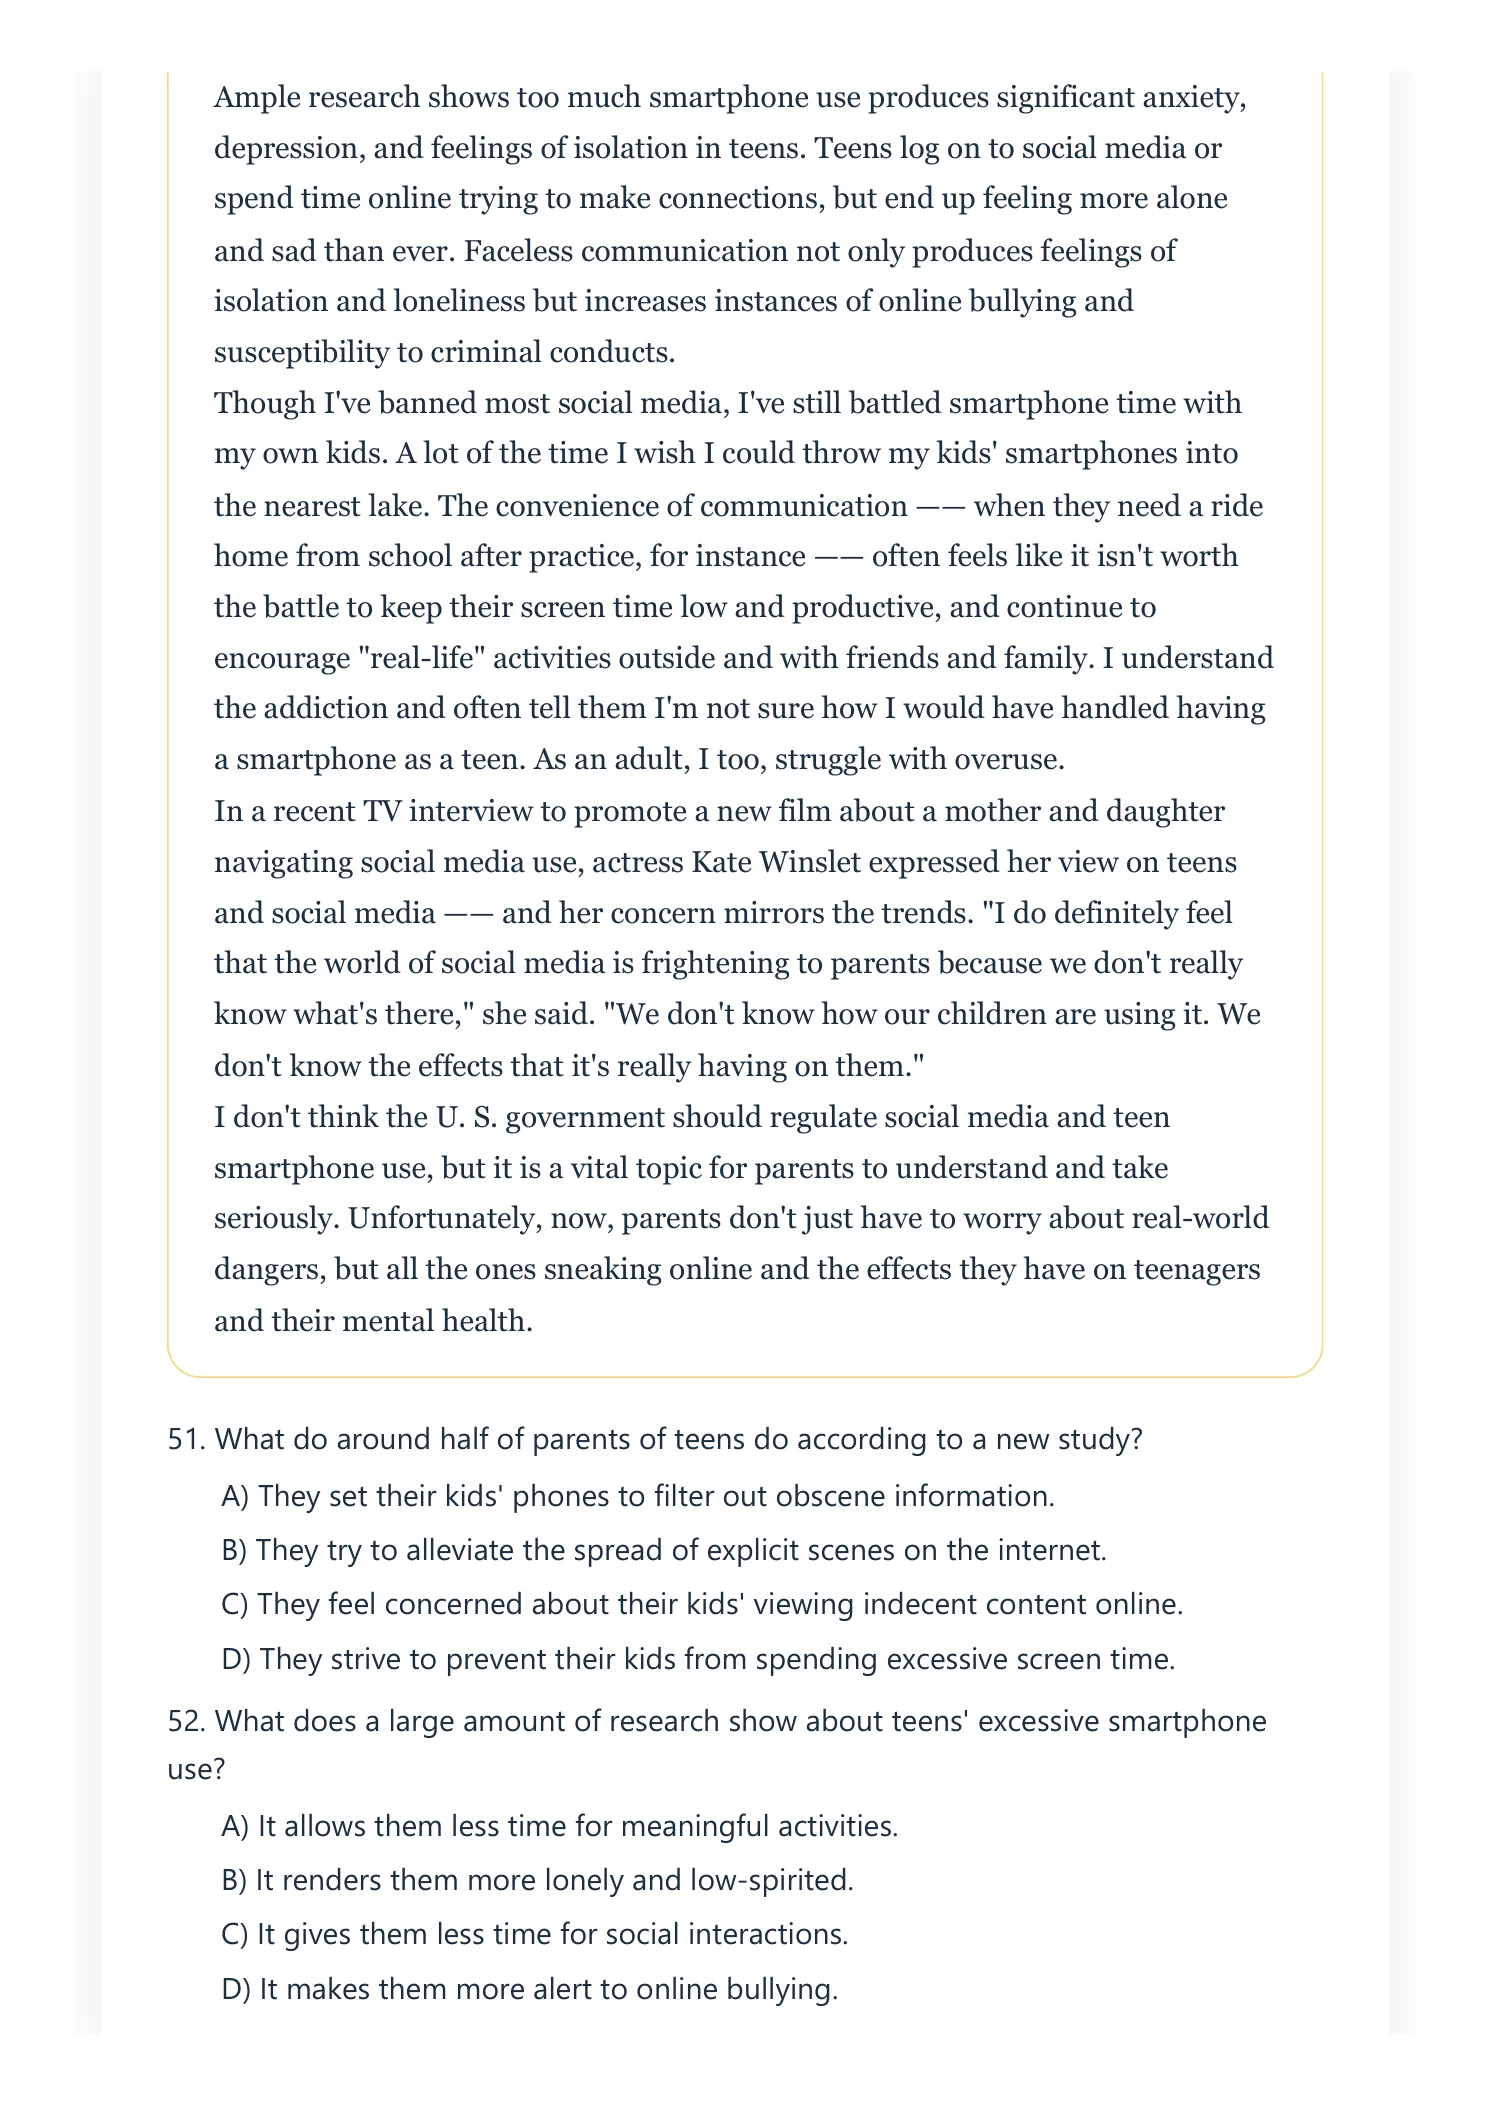 Ample research shows too much smartphone use produces significant anxiety,
depression, and feelings of isolation in teens. Teens log on to social media or
spend time online trying to make connections, but end up feeling more alone
and sad than ever. Faceless communication not only produces feelings of
isolation and loneliness but increases instances of online bullying and
susceptibility to criminal conducts.
Though I've banned most social media, I've still battled smartphone time with
my own kids. A lot of the time I wish I could throw my kids' smartphones into
the nearest lake. The convenience of communication —— when they need a ride
home from school after practice, for instance —— often feels like it isn't worth
the battle to keep their screen time low and productive, and continue to
encourage "real-life" activities outside and with friends and family. I understand
the addiction and often tell them I'm not sure how I would have handled having
a smartphone as a teen. As an adult, I too, struggle with overuse.
In a recent TV interview to promote a new film about a mother and daughter
navigating social media use, actress Kate Winslet expressed her view on teens
and social media —— and her concern mirrors the trends. "I do definitely feel
that the world of social media is frightening to parents because we don't really
know what's there," she said. "We don't know how our children are using it. We
don't know the effects that it's really having on them."
I don't think the U. S. government should regulate social media and teen
smartphone use, but it is a vital topic for parents to understand and take
seriously. Unfortunately, now, parents don't just have to worry about real-world
dangers, but all the ones sneaking online and the effects they have on teenagers
and their mental health.
51. What do around half of parents of teens do according to a new study?
A) They set their kids' phones to filter out obscene information.
B) They try to alleviate the spread of explicit scenes on the internet.
C) They feel concerned about their kids' viewing indecent content online.
D) They strive to prevent their kids from spending excessive screen time.
52. What does a large amount of research show about teens' excessive smartphone
use?
A) It allows them less time for meaningful activities.
B) It renders them more lonely and low-spirited.
C) It gives them less time for social interactions.
D) It makes them more alert to online bullying.